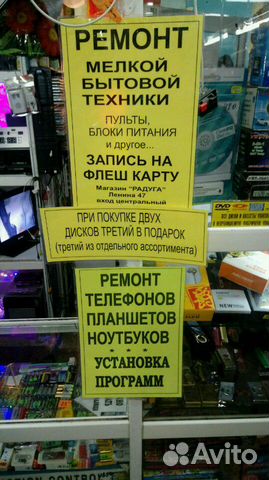 РЕМОНТ
МЕЛКОЙ
БЫТОВОЙ
ТЕХНИКИ
ПУЛЬТЫ,
БЛОКИ ПИТАНИЯ
и другое...
ЗАПИСЬ НА
ФЛЕШ КАРТУ
Магазин "РАДУГА"
Ленина 47
вход центральный
ПРИ ПОКУПКЕ ДВУХ
ДИСКОВ ТРЕТИЙ В ПОДАРОК
(третий из отдельного ассортимента)
РЕМОНТ
ТЕЛЕФОНОВ
ПЛАНШЕТОВ
НОУТБУКОВ
* * *
УСТАНОВКА
ПРОГРАММ
NEW
Avito